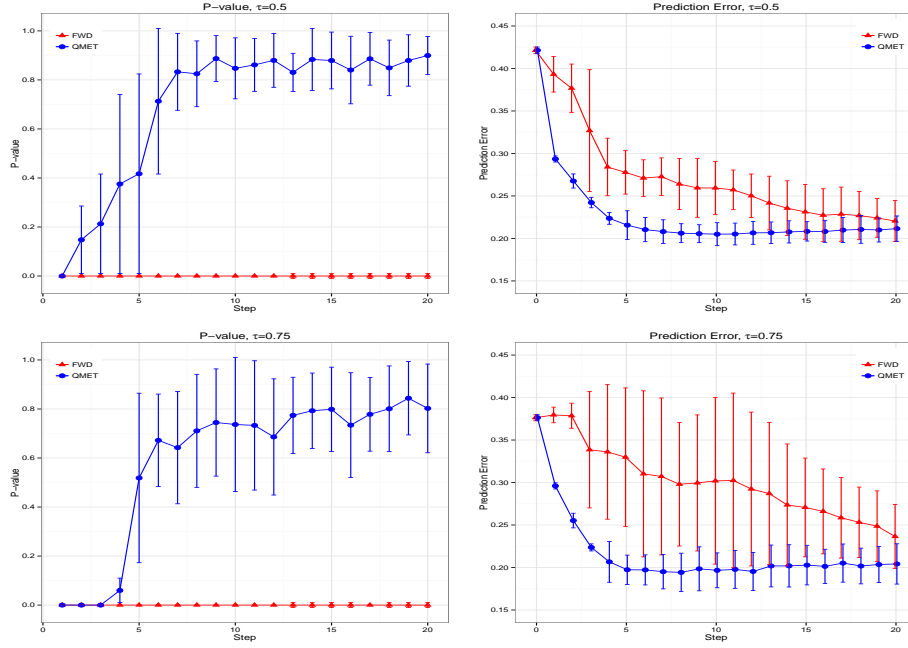 P−value, τ=0.5
FWD
QMET
P−value
1.0
0.8
0.6
0.4
0.2
0.0
0 5 10 15 20
Step
Prediction Error, τ=0.5
FWD
QMET
Prediction Error
0.45
0.40
0.35
0.30
0.25
0.20
0.15
0 5 10 15 20
Step
P−value, τ=0.75
FWD
QMET
P−value
1.0
0.8
0.6
0.4
0.2
0.0
0 5 10 15 20
Step
Prediction Error, τ=0.75
FWD
QMET
Prediction Error
0.45
0.40
0.35
0.30
0.25
0.20
0.15
0 5 10 15 20
Step